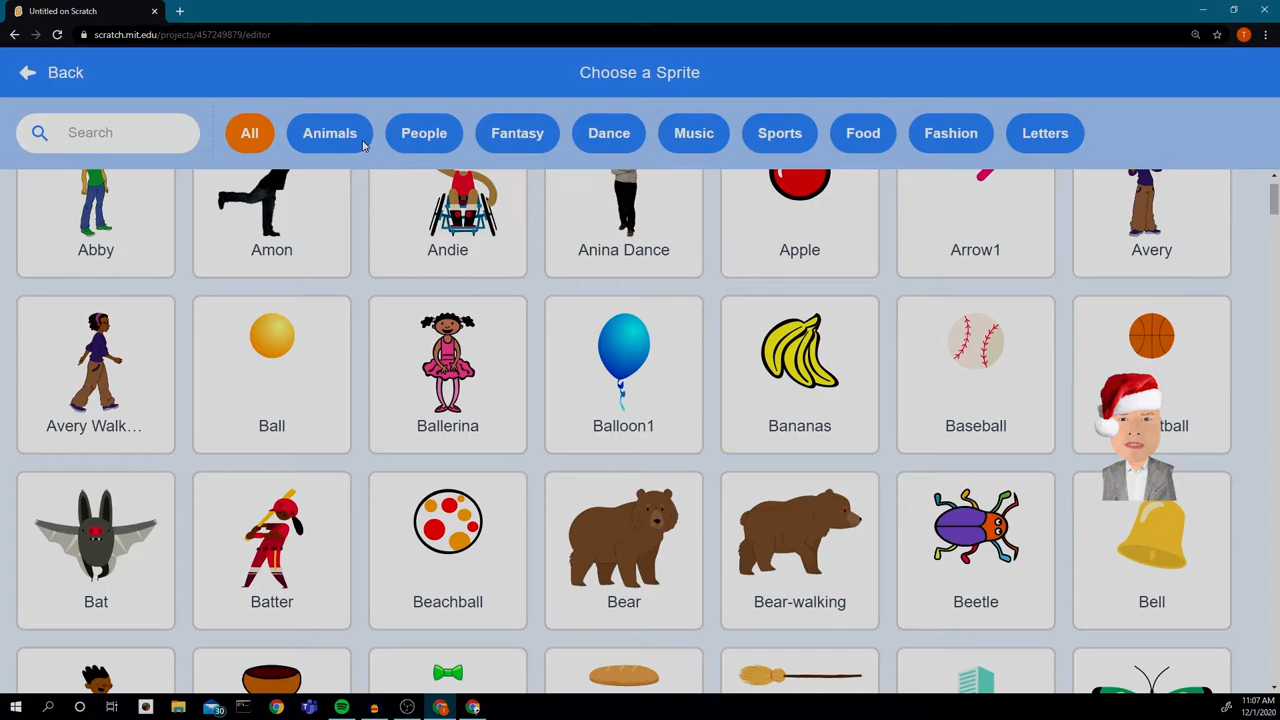 Untitled on Scratch
scratch.mit.edu/projects/457249879/editor
T
Back
Choose a Sprite
Search
All
Animals
People
Fantasy
Dance
Music
Sports
Food
Fashion
Letters
Abby
Amon
Andie
Anina Dance
Apple
Arrow1
Avery
Avery Walk…
Ball
Ballerina
Balloon1
Bananas
Baseball
tball
Bat
Batter
Beachball
Bear
Bear-walking
Beetle
Bell
30
11:07 AM
12/1/2020